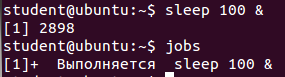 student@ubuntu:~$ sleep 100 &
[1] 2898
student@ubuntu:~$ jobs
[1]+  Выполняется  sleep 100 &